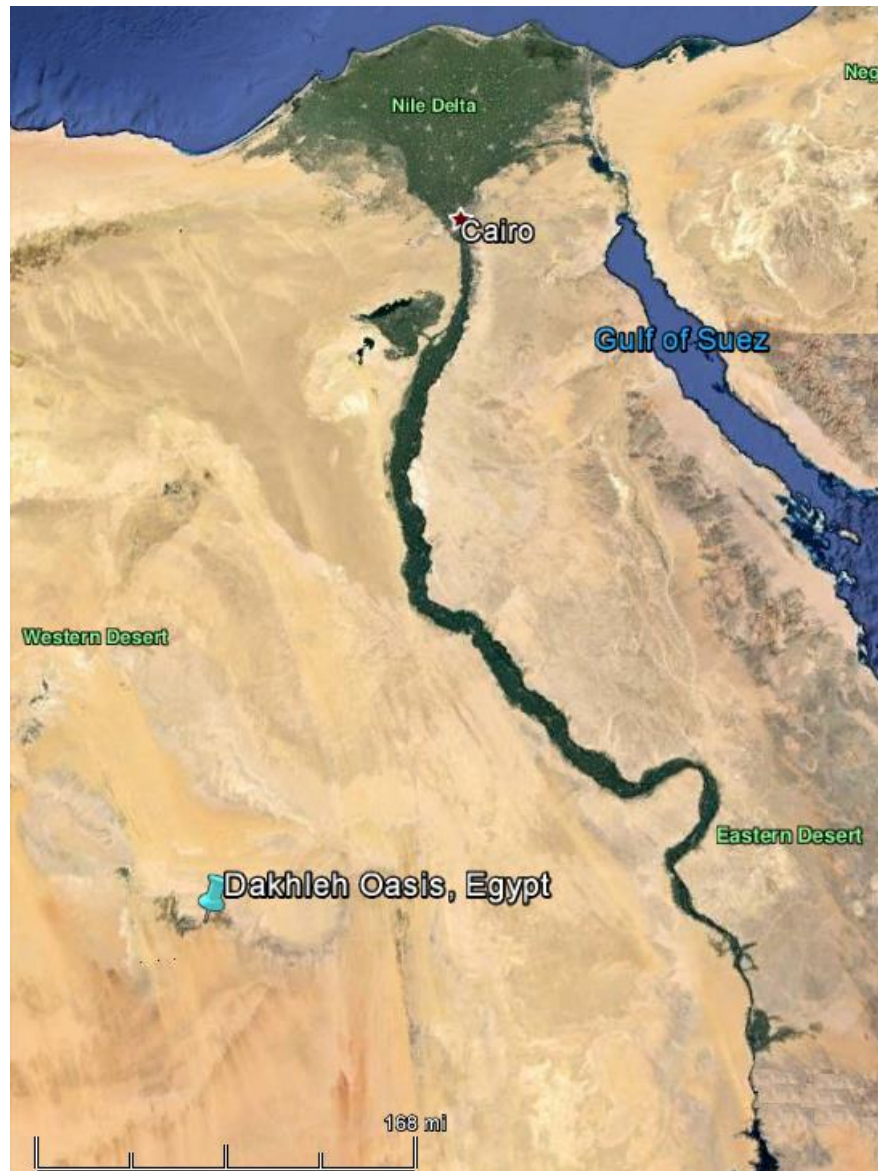 Nile Delta
Neg
Cairo
Gulf of Suez
Western Desert
Eastern Desert
Dakhleh Oasis, Egypt
168 mi